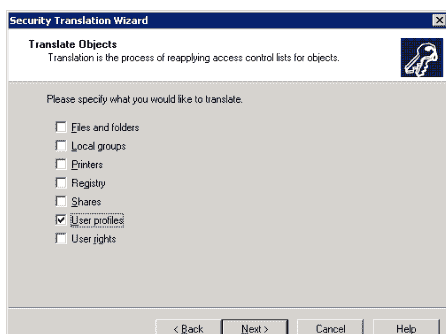 Security Translation Wizard
Translate Objects
Translation is the process of reapplying access control lists for objects.
Please specify what you would like to translate.
Files and folders
Local groups
Printers
Registry
Shares
User profiles
User rights
< Back Next > Cancel Help